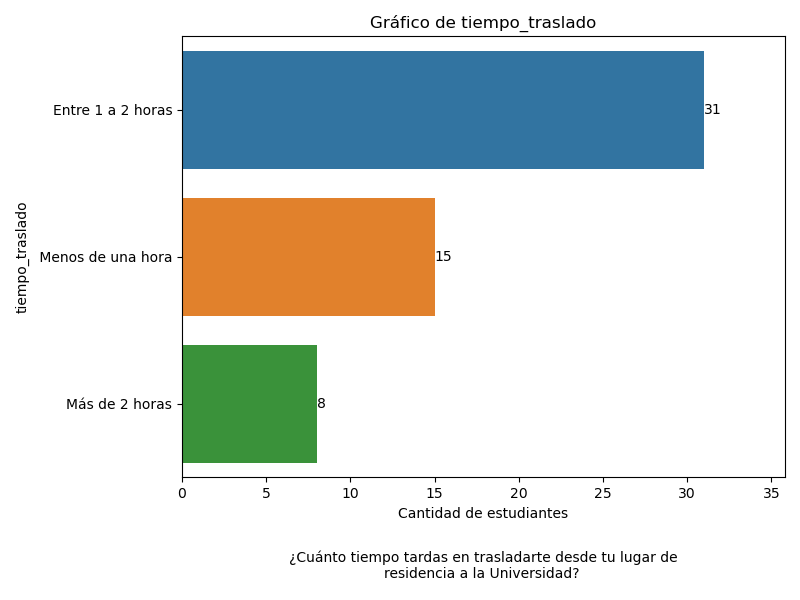 Gráfico de tiempo_traslado
tiempo_traslado
Entre 1 a 2 horas
31
Menos de una hora
15
Más de 2 horas
8
0 5 10 15 20 25 30 35
Cantidad de estudiantes
¿Cuánto tiempo tardas en trasladarte desde tu lugar de
residencia a la Universidad?